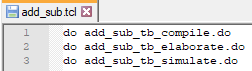 add_sub.tcl
1 do add_sub_tb_compile.do
2 do add_sub_tb_elaborate.do
3 do add_sub_tb_simulate.do